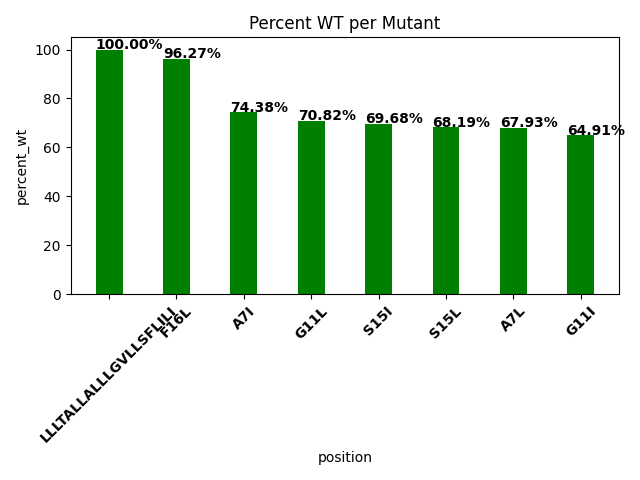 Percent WT per Mutant
100.00%
96.27%
74.38%
70.82%
69.68%
68.19%
67.93%
64.91%
percent_wt
100
80
60
40
20
0
LLLTALLALLLGVLLSFLILI
F16L
A7I
G11L
S15I
S15L
A7L
G11I
position